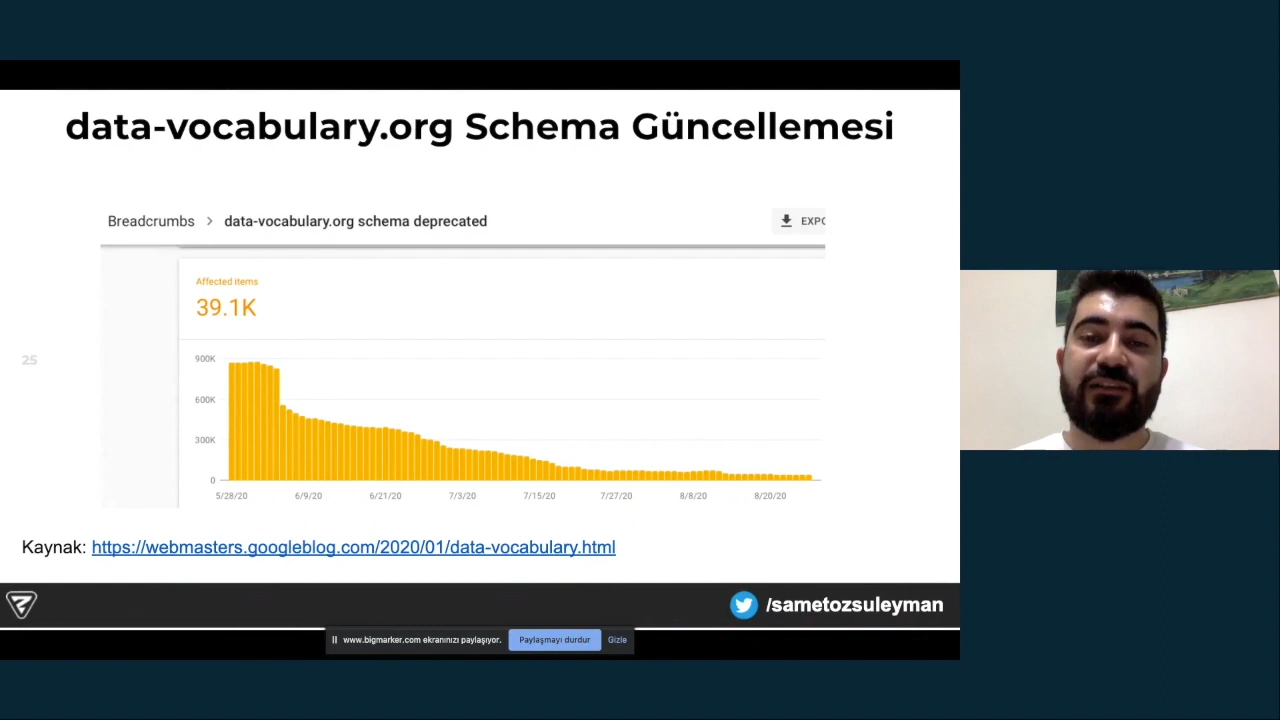 data-vocabulary.org Schema Güncellemesi
Breadcrumbs > data-vocabulary.org schema deprecated
Affected items
39.1K
900K
600K
300K
0
5/28/20 6/9/20 6/21/20 7/3/20 7/15/20 7/27/20 8/8/20 8/20/20
25
Kaynak: https://webmasters.googleblog.com/2020/01/data-vocabulary.html
/sametozsuleyman
www.bigmarker.com ekranınızı paylaşıyor. Paylaşmayı durdur Gizle